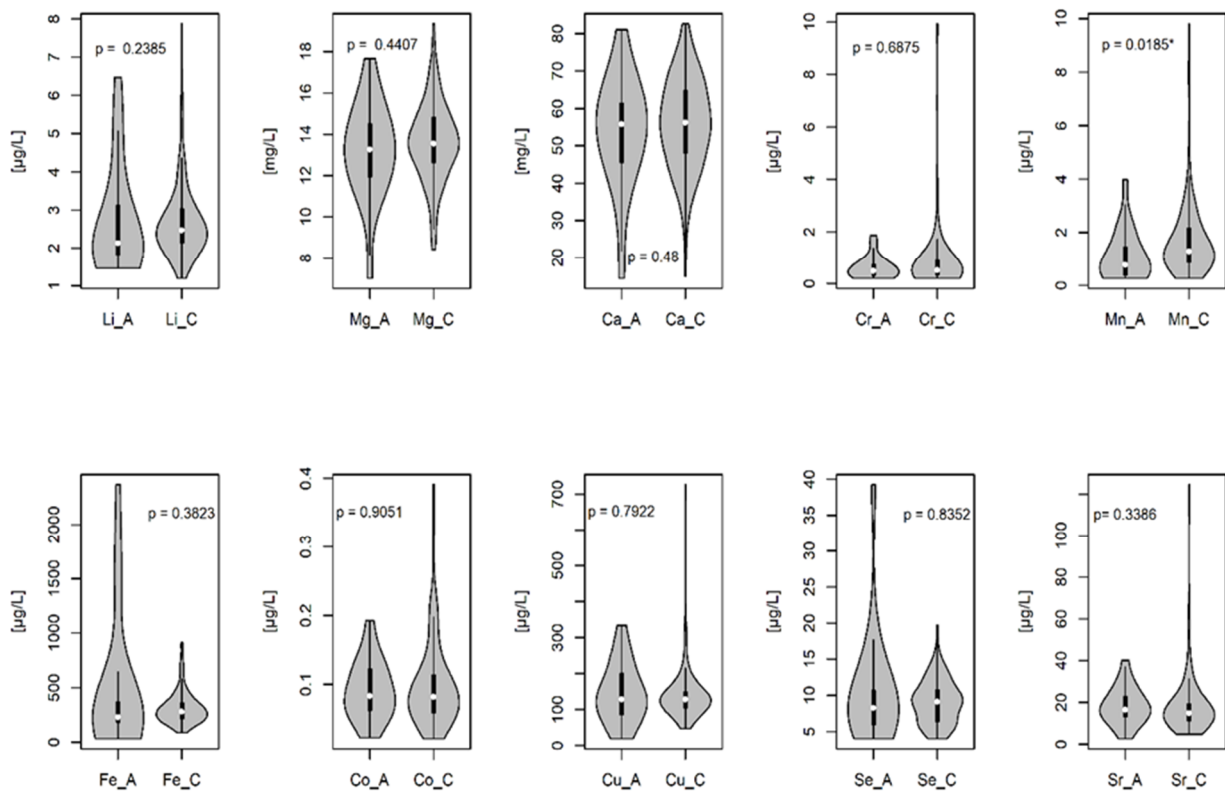 p = 0.2385
[µg/L]
8
7
6
5
4
3
2
1
Li_A Li_C
p = 0.4407
[mg/L]
18
16
14
12
10
8
Mg_A Mg_C
p = 0.48
[mg/L]
80
70
60
50
40
30
20
Ca_A Ca_C
p = 0.6875
[µg/L]
10
8
6
4
2
0
Cr_A Cr_C
p = 0.0185*
[µg/L]
10
8
6
4
2
0
Mn_A Mn_C
p = 0.3823
[µg/L]
2000
1500
1000
500
0
Fe_A Fe_C
p = 0.9051
[µg/L]
0.4
0.3
0.2
0.1
Co_A Co_C
p = 0.7922
[µg/L]
700
500
300
100
0
Cu_A Cu_C
p = 0.8352
[µg/L]
40
35
30
25
20
15
10
5
Se_A Se_C
p= 0.3386
[µg/L]
100
80
60
40
20
0
Sr_A Sr_C